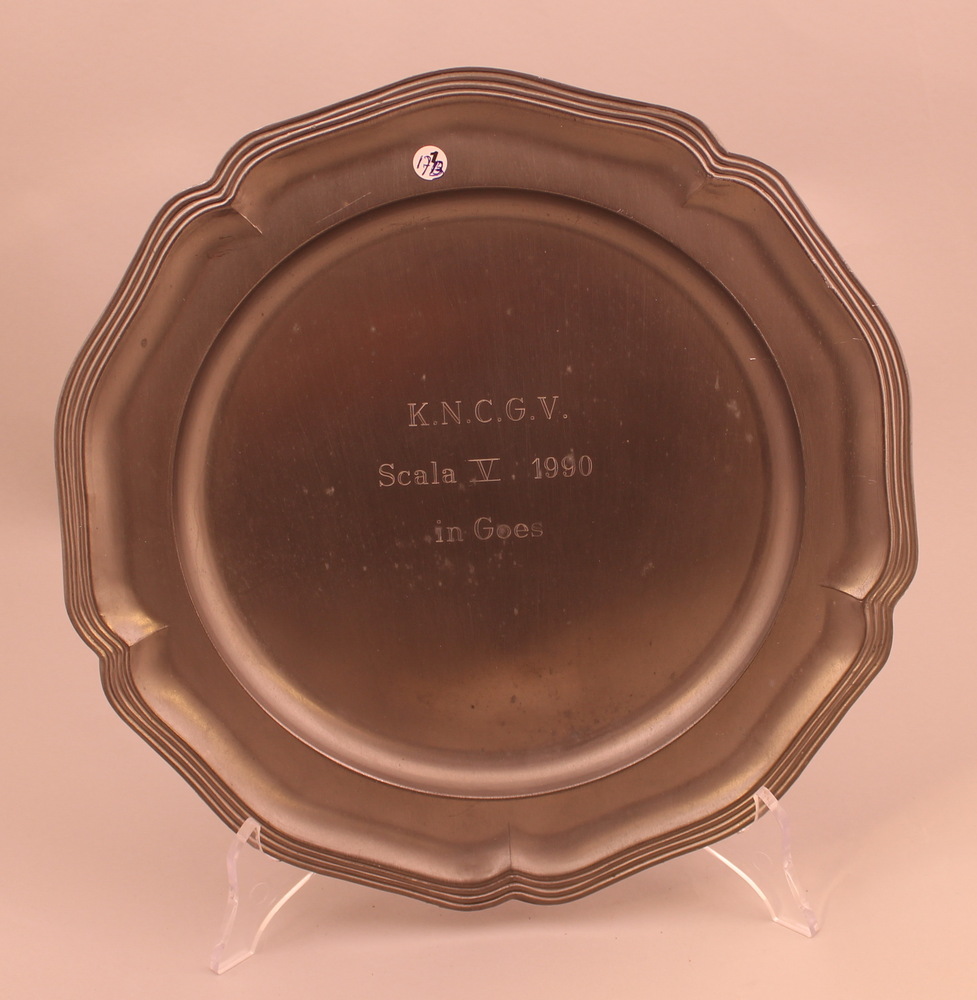 K.N.C.G.V.
Scala V 1990
in Goes